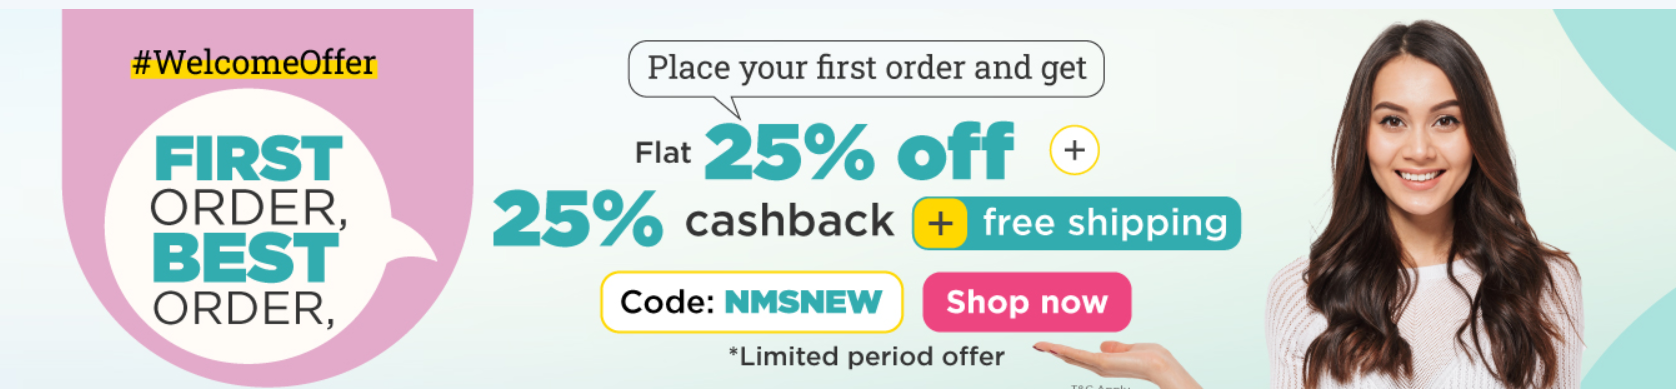 #WelcomeOffer
FIRST
ORDER,
BEST
ORDER,
Place your first order and get
Flat 25% off +
25% cashback + free shipping
Code: NMSNEW Shop now
*Limited period offer